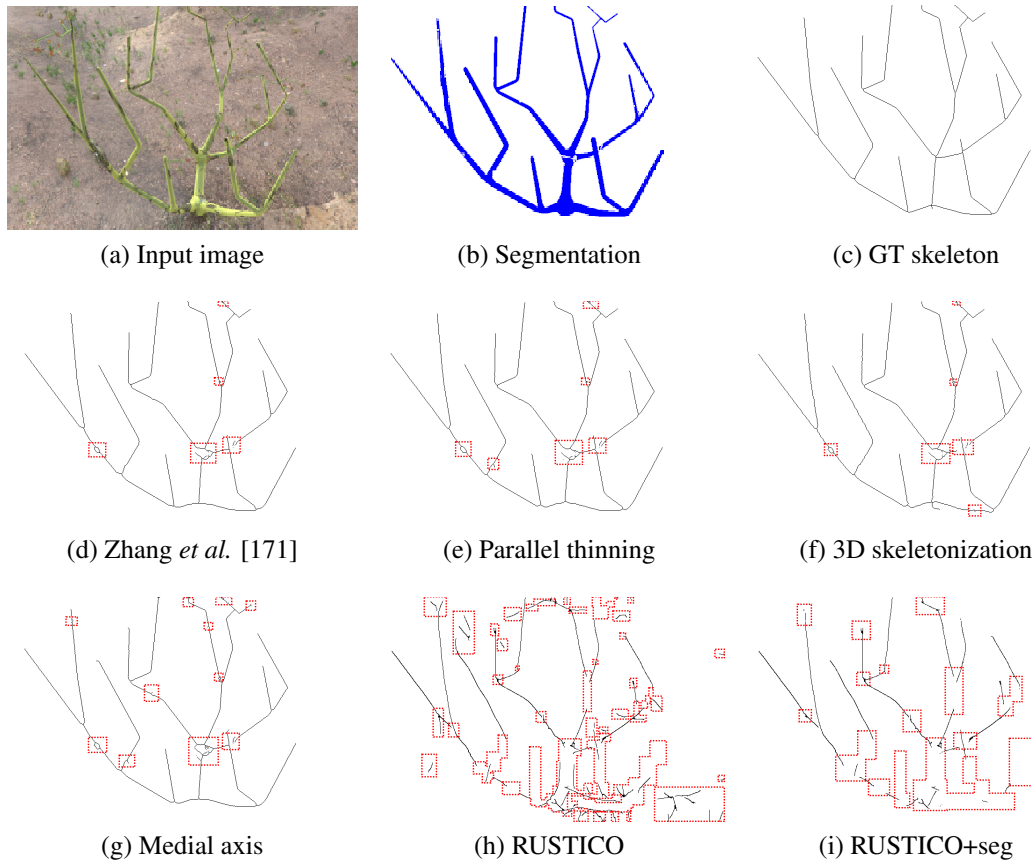 (a) Input image
(b) Segmentation
(c) GT skeleton
(d) Zhang et al. [171]
(e) Parallel thinning
(f) 3D skeletonization
(g) Medial axis
(h) RUSTICO
(i) RUSTICO+seg